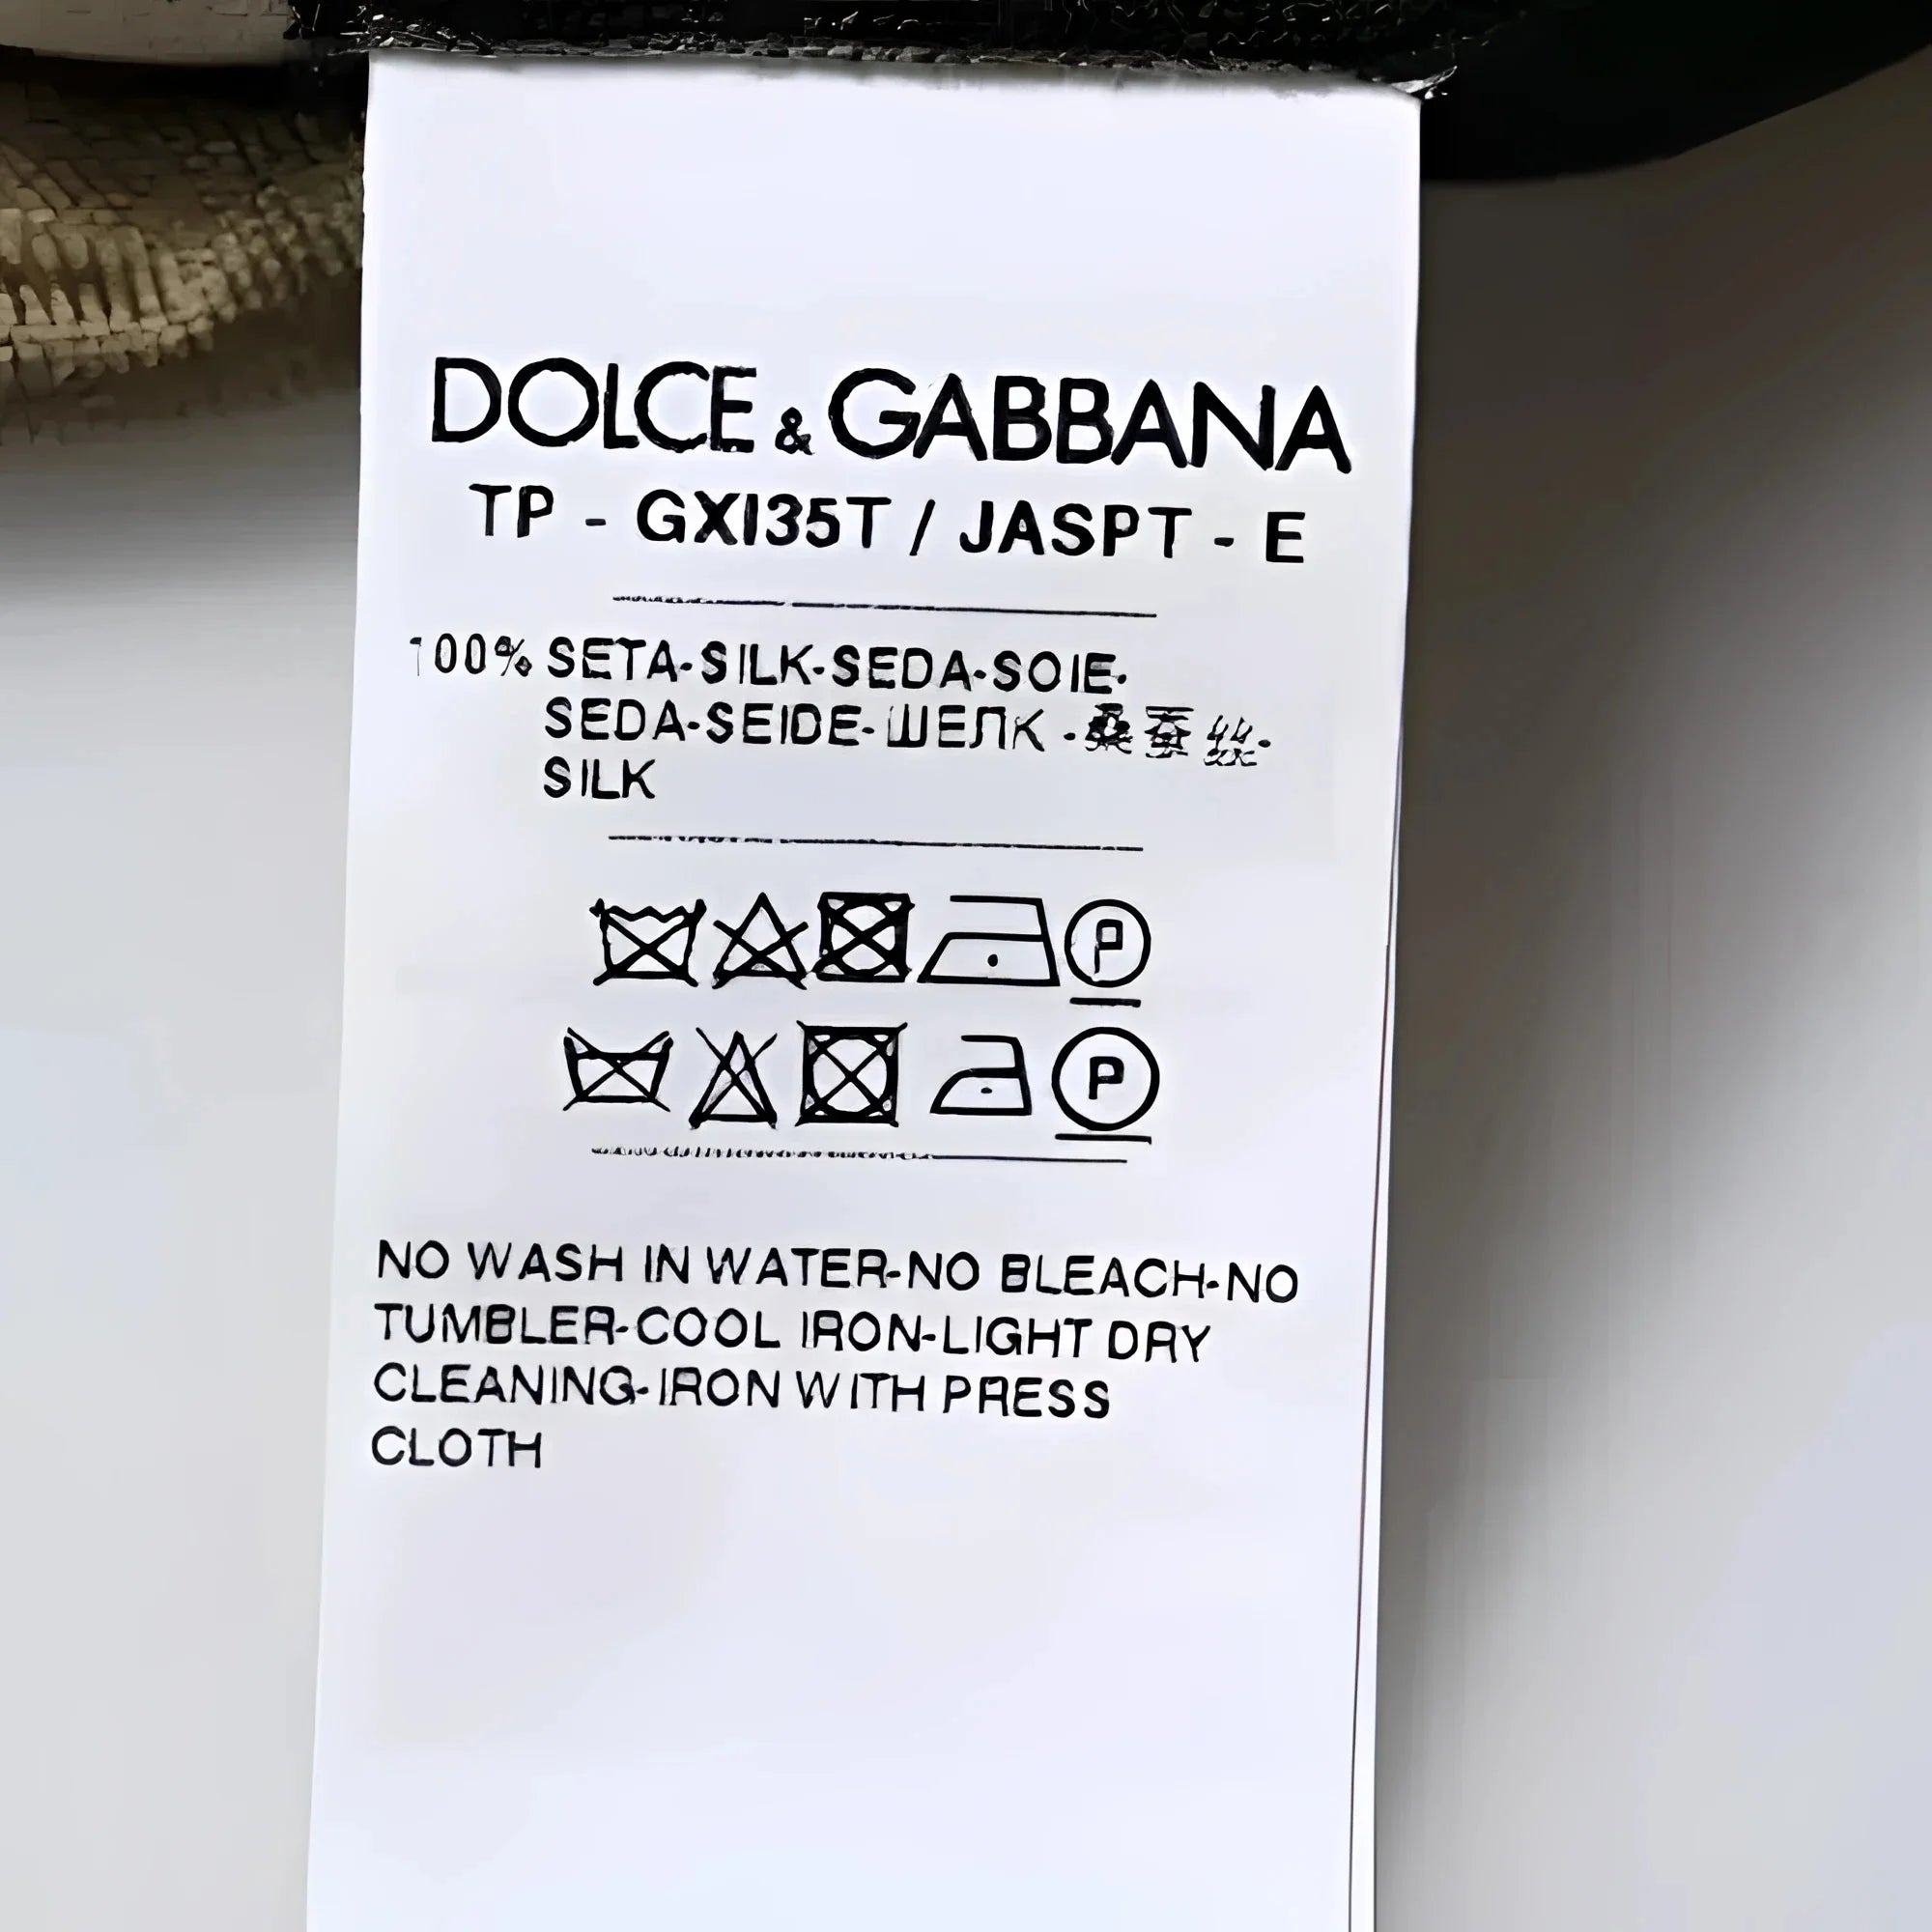 DOLCE & GABBANA
TP - GXI35T / JASPT - E
100% SETA-SILK-SEDA-SOIE-
SEDA-SEIDE-ШЕЛК-桑蚕丝-
SILK
P
P
NO WASH IN WATER-NO BLEACH-NO
TUMBLER-COOL IRON-LIGHT DRY
CLEANING-IRON WITH PRESS
CLOTH